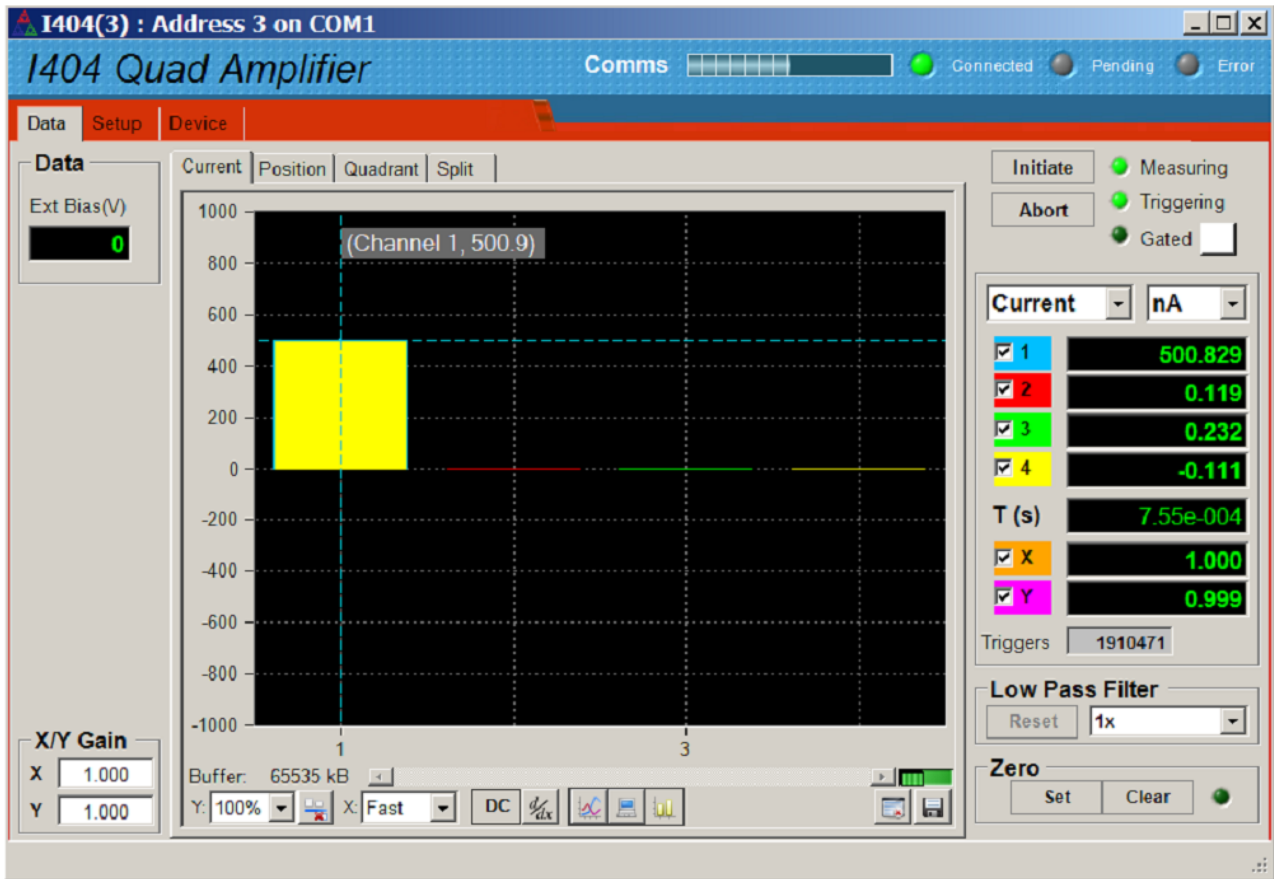 I404(3) : Address 3 on COM1
I404 Quad Amplifier
Comms
Connected
Pending
Error
Data
Setup
Device
Data
Ext Bias(V)
0
X/Y Gain
X 1.000
Y 1.000
Current
Position
Quadrant
Split
(Channel 1, 500.9)
1000
800
600
400
200
0
-200
-400
-600
-800
-1000
1
3
Buffer: 65535 kB
Y: 100% X: Fast DC d/dx
Initiate
Measuring
Abort
Triggering
Gated
Current nA
1 500.829
2 0.119
3 0.232
4 -0.111
T (s) 7.55e-004
X 1.000
Y 0.999
Triggers 1910471
Low Pass Filter
Reset 1x
Zero
Set Clear